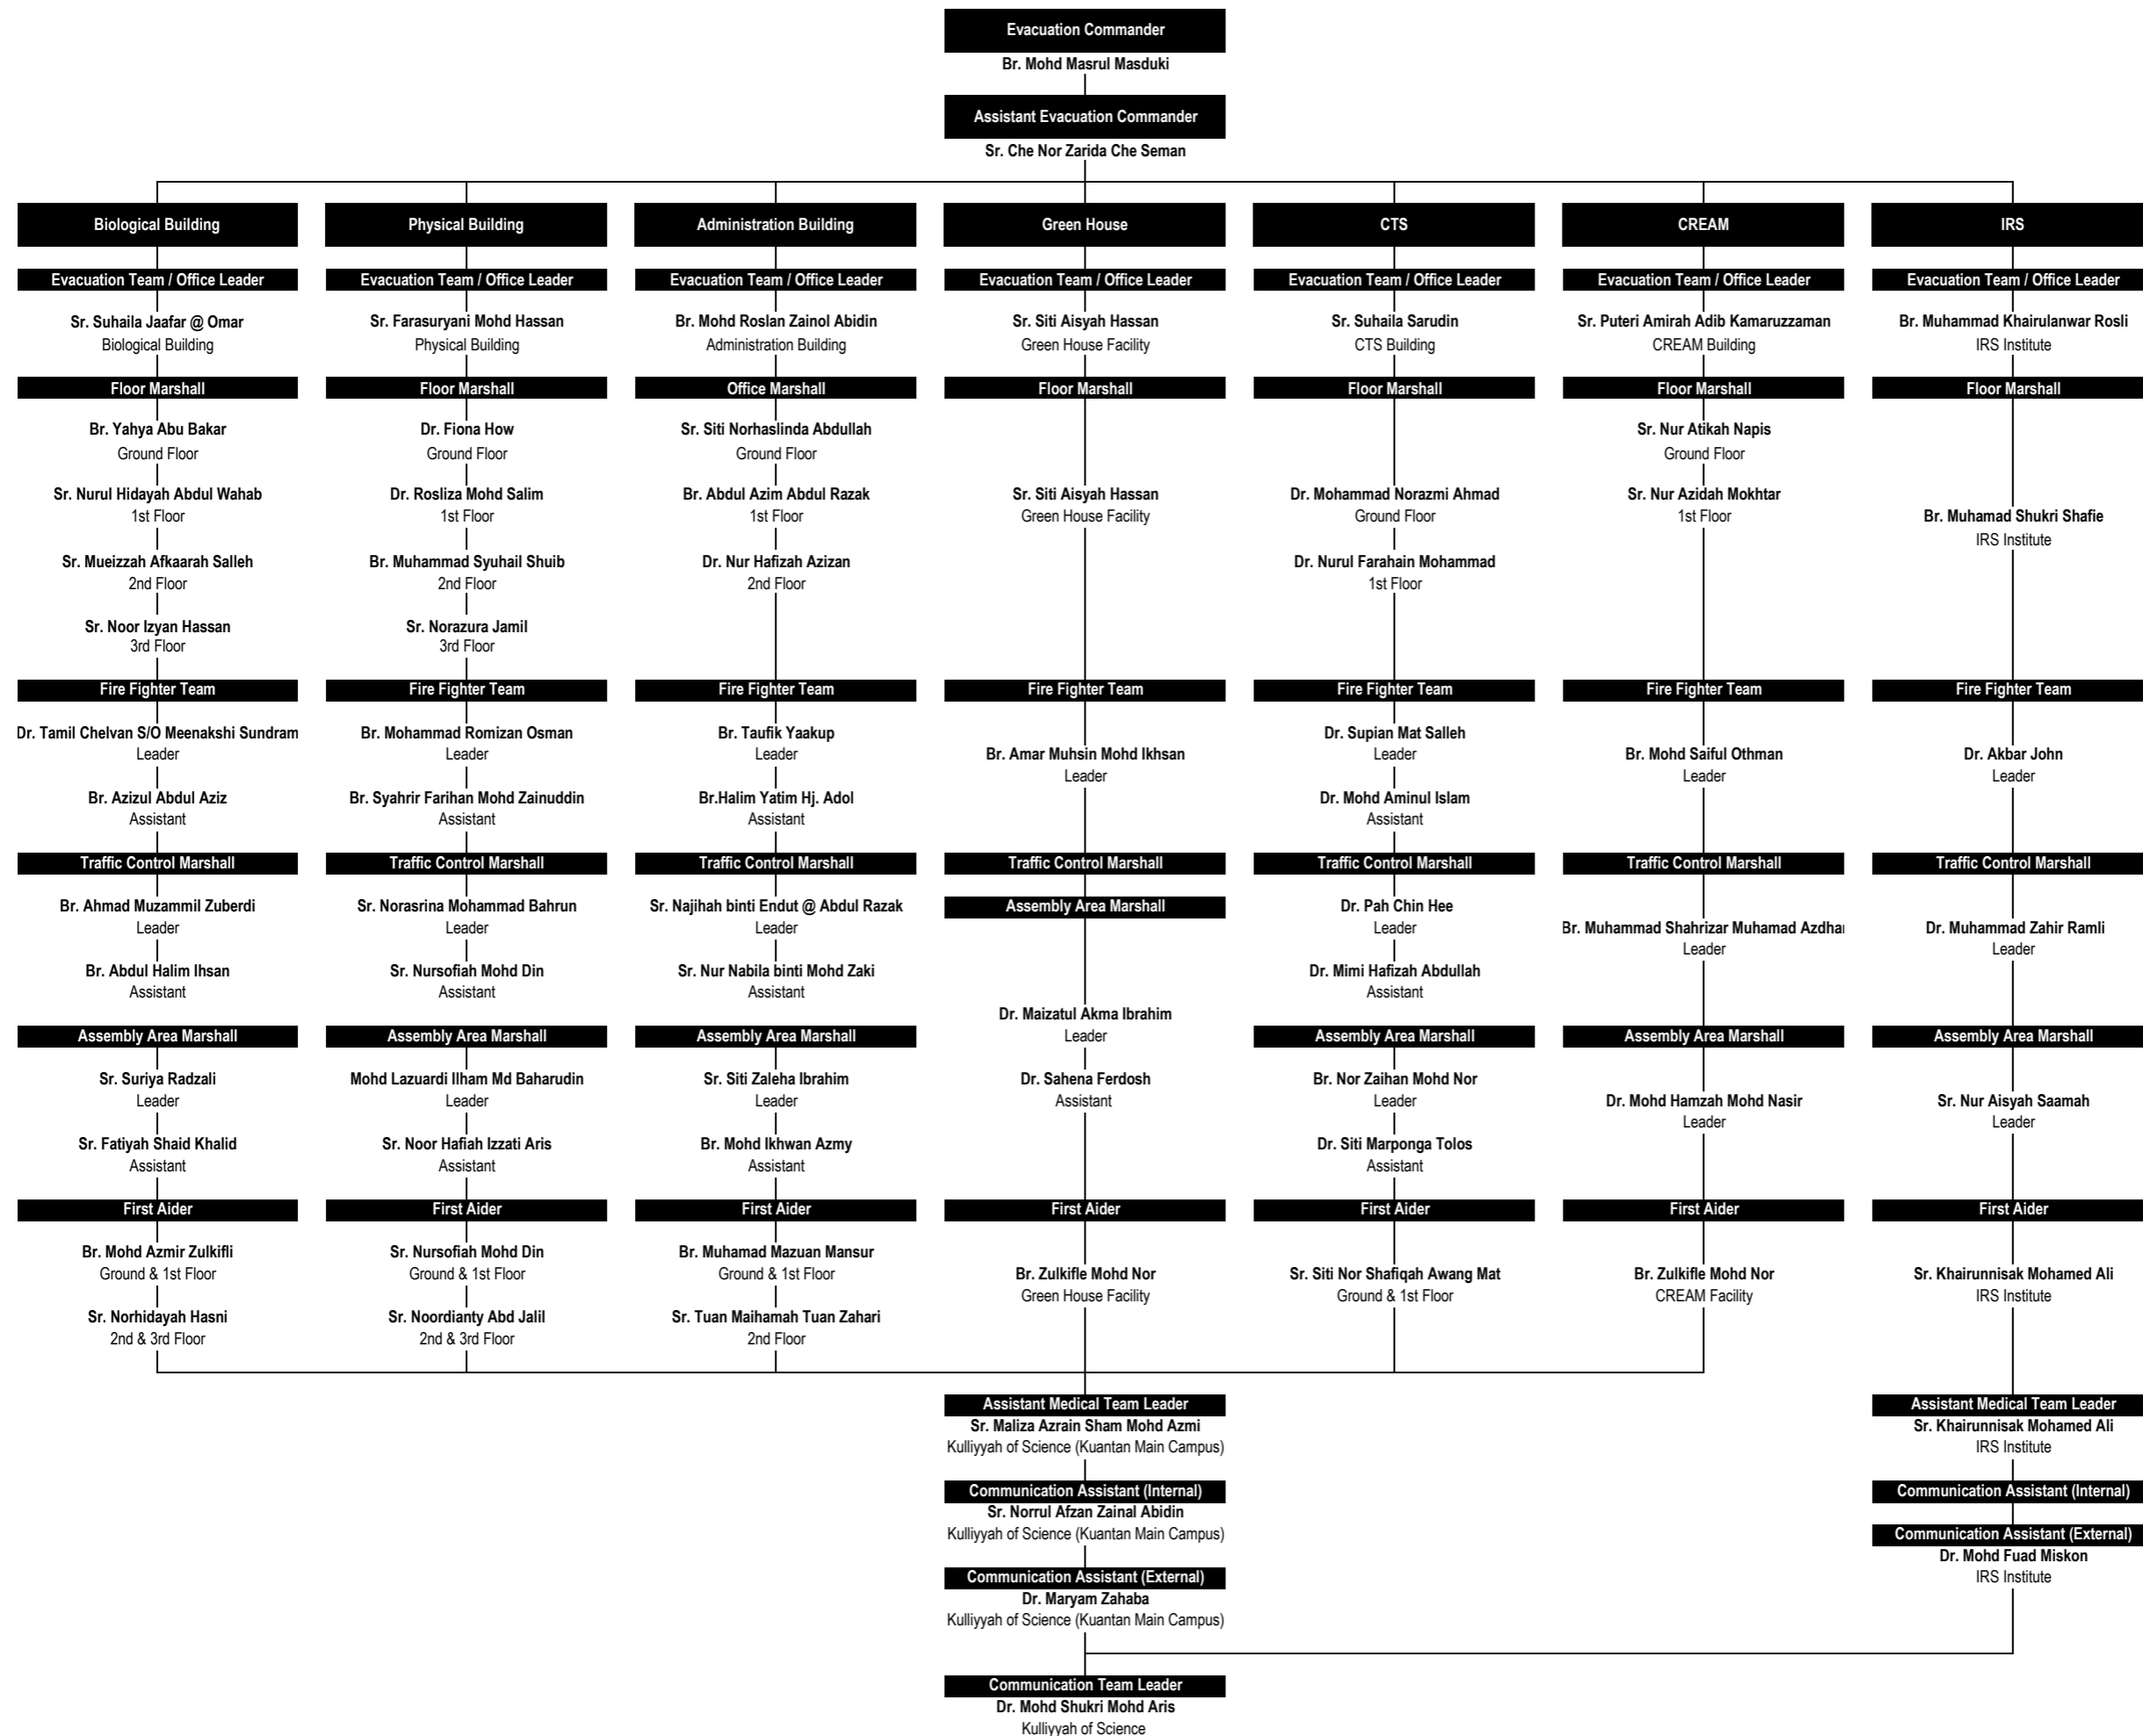 Evacuation Commander
Br. Mohd Masrul Masduki
Assistant Evacuation Commander
Sr. Che Nor Zarida Che Seman
Biological Building
Evacuation Team / Office Leader
Sr. Suhaila Jaafar @ Omar
Biological Building
Floor Marshall
Br. Yahya Abu Bakar
Ground Floor
Sr. Nurul Hidayah Abdul Wahab
1st Floor
Sr. Mueizzah Afkaarah Salleh
2nd Floor
Sr. Noor Izyan Hassan
3rd Floor
Fire Fighter Team
Dr. Tamil Chelvan S/O Meenakshi Sundram
Leader
Br. Azizul Abdul Aziz
Assistant
Traffic Control Marshall
Br. Ahmad Muzammil Zuberdi
Leader
Br. Abdul Halim Ihsan
Assistant
Assembly Area Marshall
Sr. Suriya Radzali
Leader
Sr. Fatiyah Shaid Khalid
Assistant
First Aider
Br. Mohd Azmir Zulkifli
Ground & 1st Floor
Sr. Norhidayah Hasni
2nd & 3rd Floor
Physical Building
Evacuation Team / Office Leader
Sr. Farasuryani Mohd Hassan
Physical Building
Floor Marshall
Dr. Fiona How
Ground Floor
Dr. Rosliza Mohd Salim
1st Floor
Br. Muhammad Syuhail Shuib
2nd Floor
Sr. Norazura Jamil
3rd Floor
Fire Fighter Team
Br. Mohammad Romizan Osman
Leader
Br. Syahrir Farihan Mohd Zainuddin
Assistant
Traffic Control Marshall
Sr. Norasrina Mohammad Bahrun
Leader
Sr. Nursofiah Mohd Din
Assistant
Assembly Area Marshall
Mohd Lazuardi Ilham Md Baharudin
Leader
Sr. Noor Hafiah Izzati Aris
Assistant
First Aider
Sr. Nursofiah Mohd Din
Ground & 1st Floor
Sr. Noordianty Abd Jalil
2nd & 3rd Floor
Administration Building
Evacuation Team / Office Leader
Br. Mohd Roslan Zainol Abidin
Administration Building
Office Marshall
Sr. Siti Norhaslinda Abdullah
Ground Floor
Br. Abdul Azim Abdul Razak
1st Floor
Dr. Nur Hafizah Azizan
2nd Floor
Fire Fighter Team
Br. Taufik Yaakup
Leader
Br.Halim Yatim Hj. Adol
Assistant
Traffic Control Marshall
Sr. Najihah binti Endut @ Abdul Razak
Leader
Sr. Nur Nabila binti Mohd Zaki
Assistant
Assembly Area Marshall
Sr. Siti Zaleha Ibrahim
Leader
Br. Mohd Ikhwan Azmy
Assistant
First Aider
Br. Muhamad Mazuan Mansur
Ground & 1st Floor
Sr. Tuan Maihamah Tuan Zahari
2nd Floor
Green House
Evacuation Team / Office Leader
Sr. Siti Aisyah Hassan
Green House Facility
Floor Marshall
Sr. Siti Aisyah Hassan
Green House Facility
Fire Fighter Team
Br. Amar Muhsin Mohd Ikhsan
Leader
Traffic Control Marshall
Assembly Area Marshall
Dr. Maizatul Akma Ibrahim
Leader
Dr. Sahena Ferdosh
Assistant
First Aider
Br. Zulkifle Mohd Nor
Green House Facility
CTS
Evacuation Team / Office Leader
Sr. Suhaila Sarudin
CTS Building
Floor Marshall
Dr. Mohammad Norazmi Ahmad
Ground Floor
Dr. Nurul Farahain Mohammad
1st Floor
Fire Fighter Team
Dr. Supian Mat Salleh
Leader
Dr. Mohd Aminul Islam
Assistant
Traffic Control Marshall
Dr. Pah Chin Hee
Leader
Dr. Mimi Hafizah Abdullah
Assistant
Assembly Area Marshall
Br. Nor Zaihan Mohd Nor
Leader
Dr. Siti Marponga Tolos
Assistant
First Aider
Sr. Siti Nor Shafiqah Awang Mat
Ground & 1st Floor
CREAM
Evacuation Team / Office Leader
Sr. Puteri Amirah Adib Kamaruzzaman
CREAM Building
Floor Marshall
Sr. Nur Atikah Napis
Ground Floor
Sr. Nur Azidah Mokhtar
1st Floor
Fire Fighter Team
Br. Mohd Saiful Othman
Leader
Traffic Control Marshall
Br. Muhammad Shahrizar Muhamad Azdhar
Leader
Assembly Area Marshall
Dr. Mohd Hamzah Mohd Nasir
Leader
First Aider
Br. Zulkifle Mohd Nor
CREAM Facility
IRS
Evacuation Team / Office Leader
Br. Muhammad Khairulanwar Rosli
IRS Institute
Floor Marshall
Br. Muhamad Shukri Shafie
IRS Institute
Fire Fighter Team
Dr. Akbar John
Leader
Traffic Control Marshall
Dr. Muhammad Zahir Ramli
Leader
Assembly Area Marshall
Sr. Nur Aisyah Saamah
Leader
First Aider
Sr. Khairunnisak Mohamed Ali
IRS Institute
Assistant Medical Team Leader
Sr. Maliza Azrain Sham Mohd Azmi
Kulliyyah of Science (Kuantan Main Campus)
Communication Assistant (Internal)
Sr. Norrul Afzan Zainal Abidin
Kulliyyah of Science (Kuantan Main Campus)
Communication Assistant (External)
Dr. Maryam Zahaba
Kulliyyah of Science (Kuantan Main Campus)
Assistant Medical Team Leader
Sr. Khairunnisak Mohamed Ali
IRS Institute
Communication Assistant (Internal)
Communication Assistant (External)
Dr. Mohd Fuad Miskon
IRS Institute
Communication Team Leader
Dr. Mohd Shukri Mohd Aris
Kulliyyah of Science